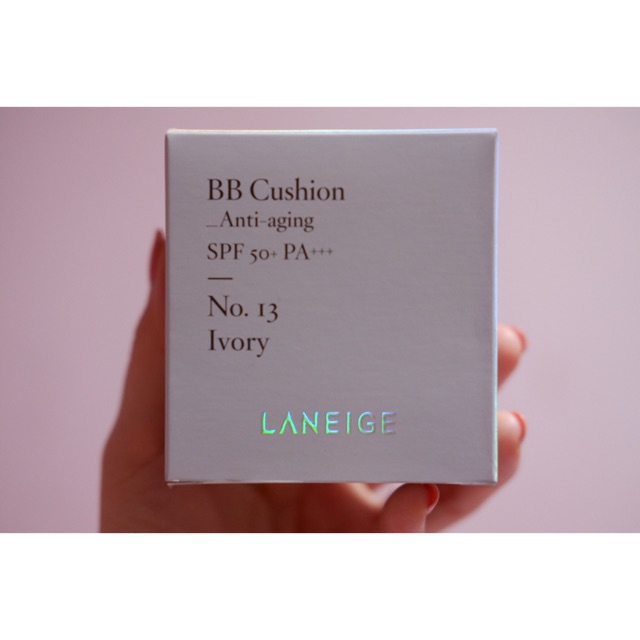 BB Cushion
_Anti-aging
SPF 50+ PA+++
—
No. 13
Ivory
LANEIGE